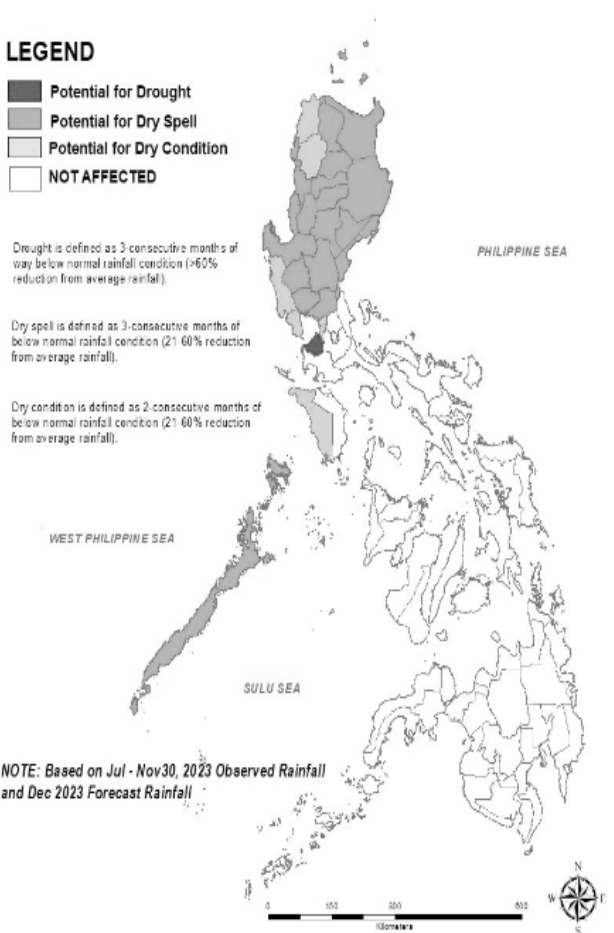 LEGEND
Potential for Drought
Potential for Dry Spell
Potential for Dry Condition
NOT AFFECTED
Drought is defined as 3-consecutive months of
way below normal rainfall condition (>60%
reduction from average rainfall).
PHILIPPINE SEA
Dry spell is defined as 3-consecutive months of
below normal rainfall condition (21-60% reduction
from average rainfall).
Dry condition is defined as 2-consecutive months of
below normal rainfall condition (21-60% reduction
from average rainfall).
WEST PHILIPPINE SEA
SULU SEA
NOTE: Based on Jul - Nov30, 2023 Observed Rainfall
and Dec 2023 Forecast Rainfall
N
W E
S
0 150 300 600
Kilometers